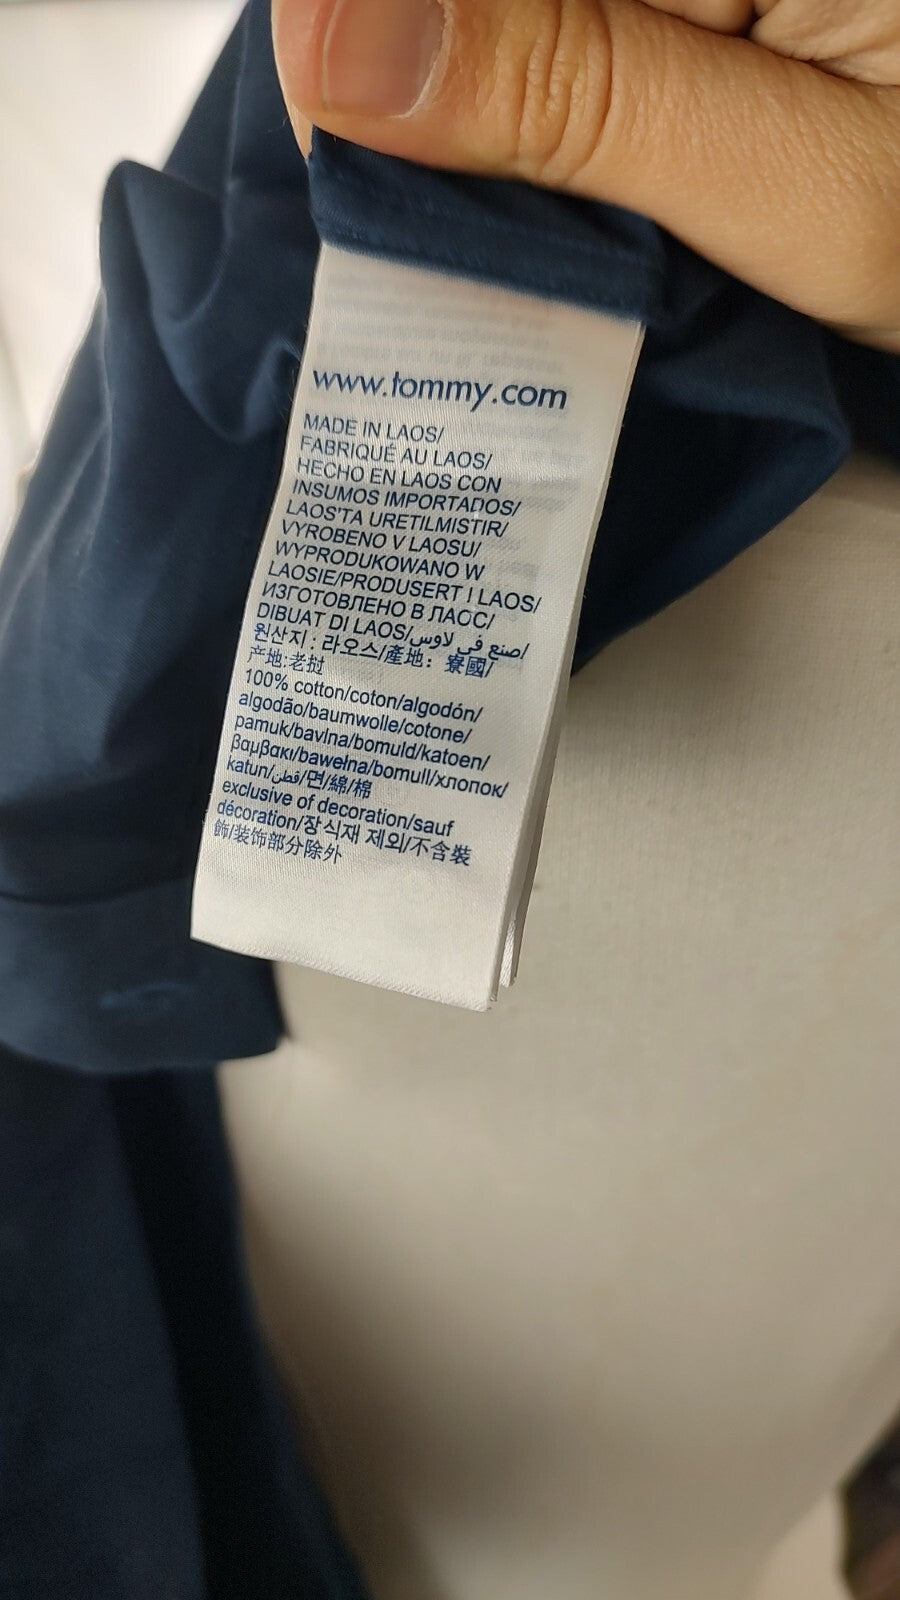 www.tommy.com
MADE IN LAOS/
FABRIQUÉ AU LAOS/
HECHO EN LAOS CON
INSUMOS IMPORTADOS/
LAOS'TA URETILMISTIR/
VYROBENO V LAOSU/
WYPRODUKOWANO W
LAOSIE/PRODUSERT I LAOS/
ИЗГОТОВЛЕНО В ЛАОС/
DIBUAT DI LAOS/صنع في لاوس/
원산지 : 라오스/產地：寮國/
产地:老挝
100% cotton/coton/algodón/
algodão/baumwolle/cotone/
pamuk/bavlna/bomuld/katoen/
βαμβακι/bawełna/bomull/хлопок/
katun/قطن/면/綿/棉
exclusive of decoration/sauf
décoration/장식재 제외/不含裝
飾/装饰部分除外